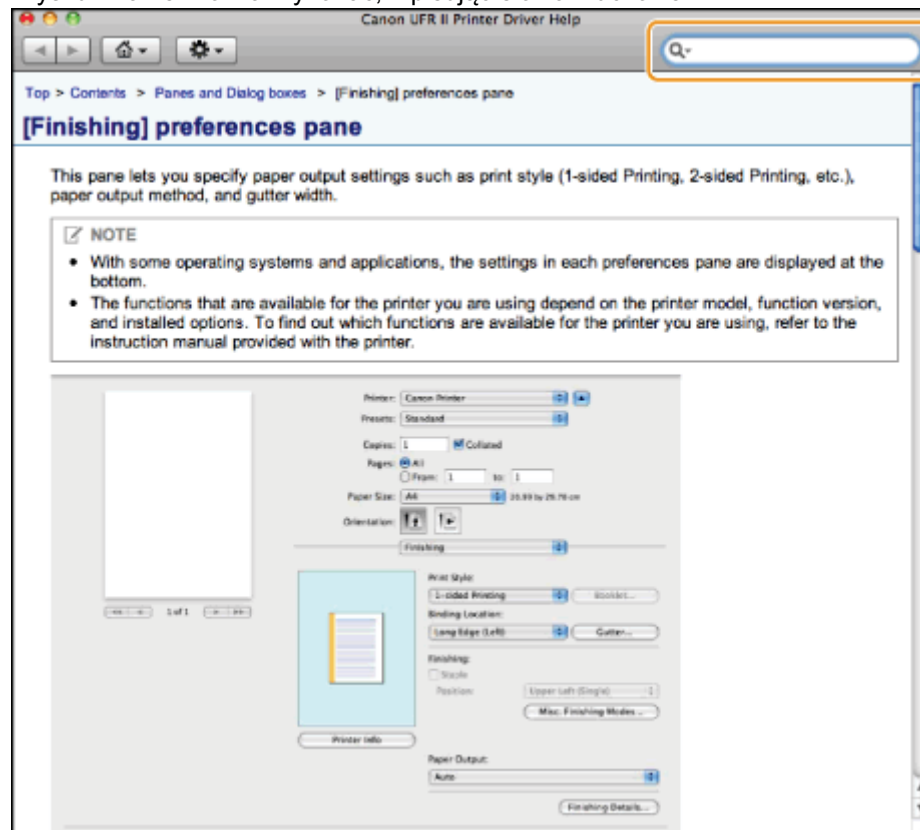 Canon UFR II Printer Driver Help
Top > Contents > Panes and Dialog boxes > [Finishing] preferences pane
[Finishing] preferences pane
This pane lets you specify paper output settings such as print style (1-sided Printing, 2-sided Printing, etc.),
paper output method, and gutter width.
NOTE
• With some operating systems and applications, the settings in each preferences pane are displayed at the
bottom.
• The functions that are available for the printer you are using depend on the printer model, function version,
and installed options. To find out which functions are available for the printer you are using, refer to the
instruction manual provided with the printer.
Printer: Canon Printer
Presets: Standard
Copies: 1 Collated
Pages: All
From: 1 to: 1
Paper Size: A4 by 29.70 cm
Orientation:
Finishing
1 of 1
Print Style:
1-sided Printing Booklet...
Binding Location:
Long Edge (Left) Gutter...
Finishing:
Staple
Position: Upper Left (Single)
Misc. Finishing Modes...
Printer Info
Paper Output:
Auto
Finishing Details...